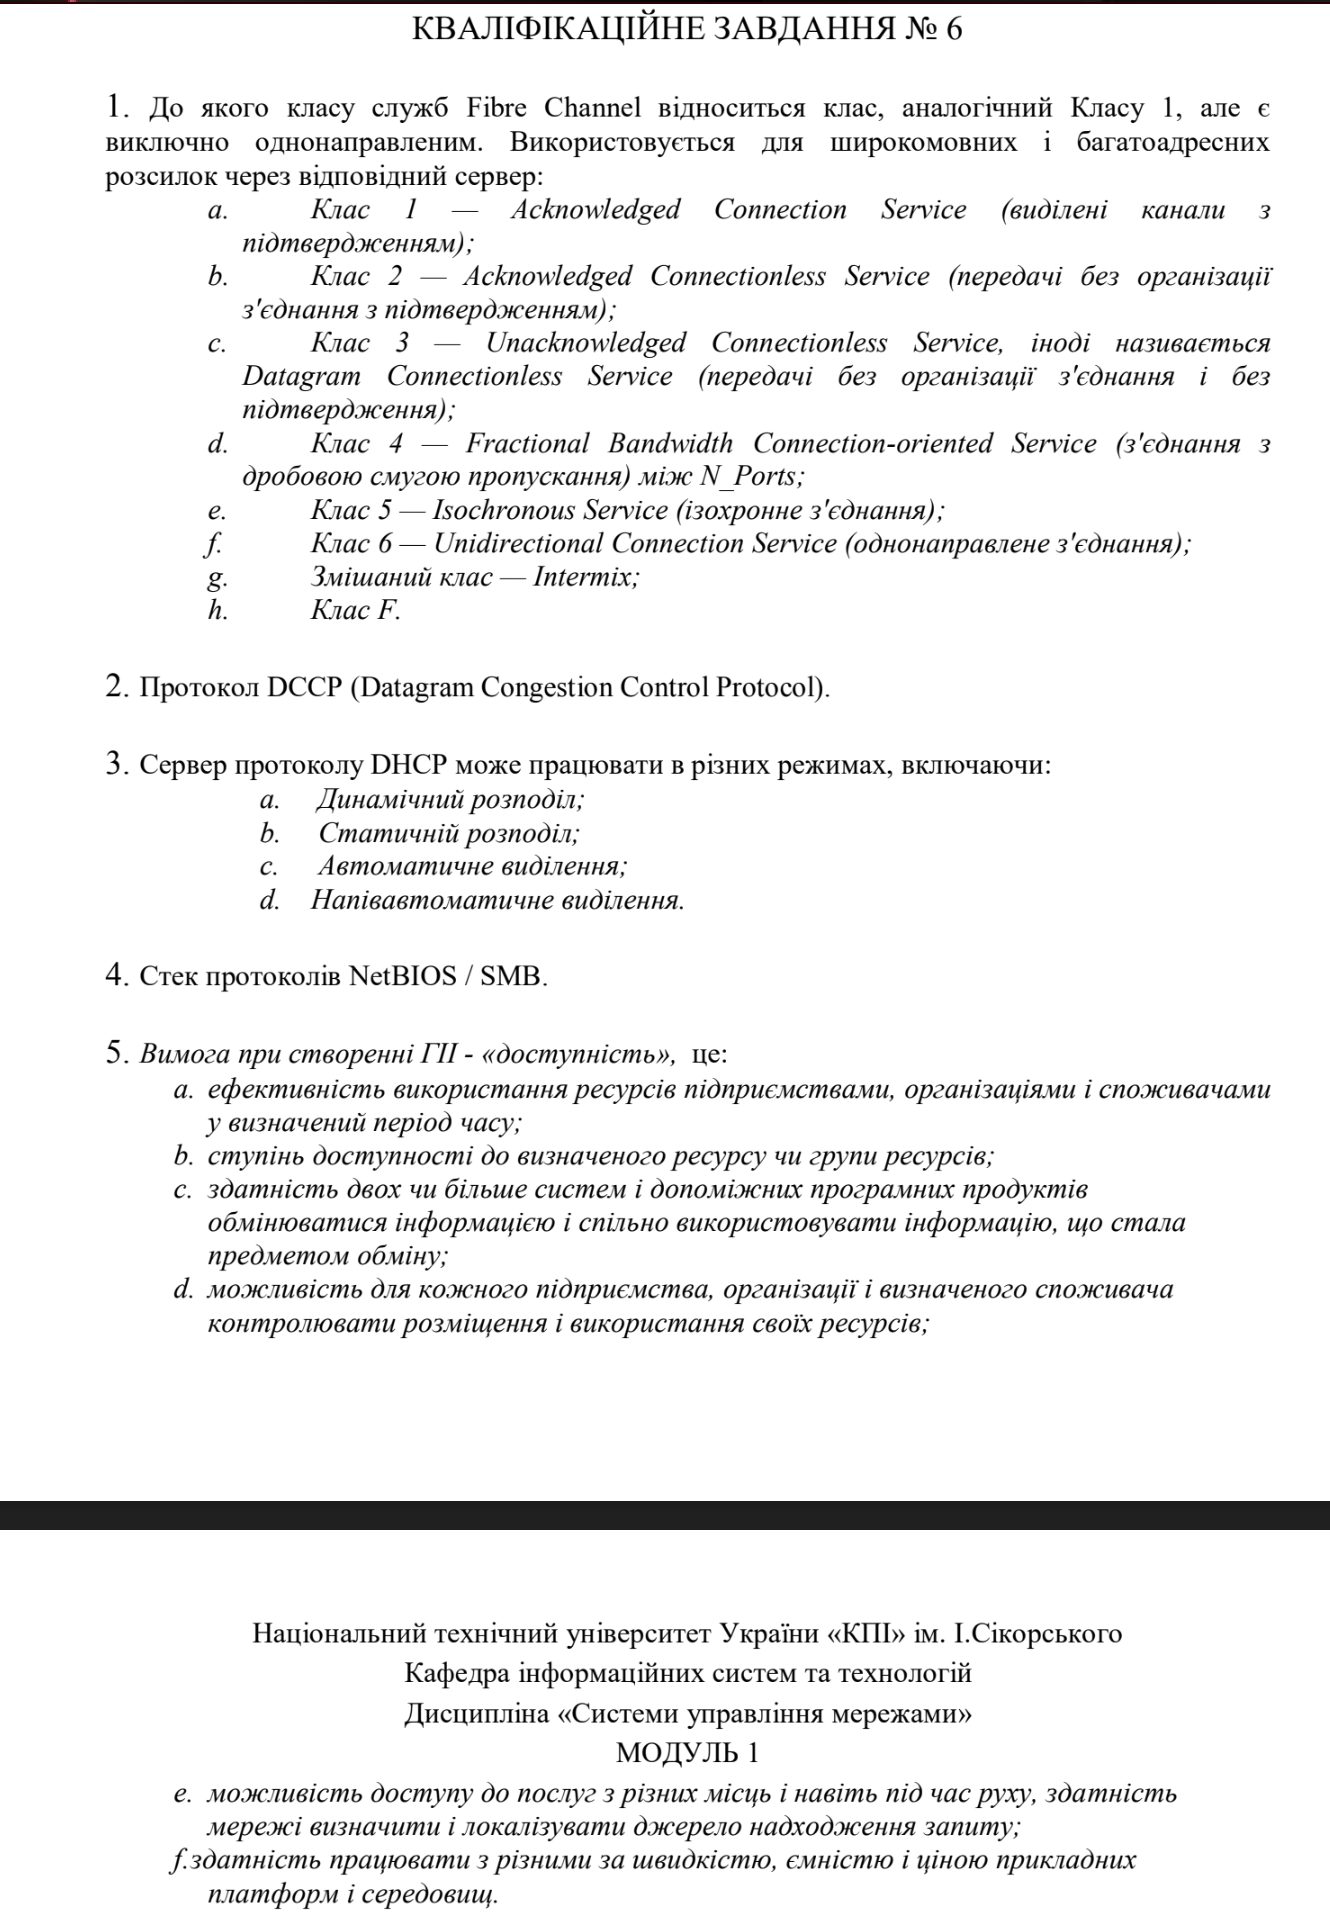 КВАЛІФІКАЦІЙНЕ ЗАВДАННЯ № 6
1. До якого класу служб Fibre Channel відноситься клас, аналогічний Класу 1, але є
виключно однонаправленим. Використовується для широкомовних і багатоадресних
розсилок через відповідний сервер:
a. Клас 1 — Acknowledged Connection Service (виділені канали з
підтвердженням);
b. Клас 2 — Acknowledged Connectionless Service (передачі без організації
з'єднання з підтвердженням);
c. Клас 3 — Unacknowledged Connectionless Service, іноді називається
Datagram Connectionless Service (передачі без організації з'єднання і без
підтвердження);
d. Клас 4 — Fractional Bandwidth Connection-oriented Service (з'єднання з
дробовою смугою пропускання) між N_Ports;
e. Клас 5 — Isochronous Service (ізохронне з'єднання);
f. Клас 6 — Unidirectional Connection Service (однонаправлене з'єднання);
g. Змішаний клас — Intermix;
h. Клас F.
2. Протокол DCCP (Datagram Congestion Control Protocol).
3. Сервер протоколу DHCP може працювати в різних режимах, включаючи:
a. Динамічний розподіл;
b. Статичній розподіл;
c. Автоматичне виділення;
d. Напівавтоматичне виділення.
4. Стек протоколів NetBIOS / SMB.
5. Вимога при створенні ГІІ - «доступність», це:
a. ефективність використання ресурсів підприємствами, організаціями і споживачами
у визначений період часу;
b. ступінь доступності до визначеного ресурсу чи групи ресурсів;
c. здатність двох чи більше систем і допоміжних програмних продуктів
обмінюватися інформацією і спільно використовувати інформацію, що стала
предметом обміну;
d. можливість для кожного підприємства, організації і визначеного споживача
контролювати розміщення і використання своїх ресурсів;
Національний технічний університет України «КПІ» ім. І.Сікорського
Кафедра інформаційних систем та технологій
Дисципліна «Системи управління мережами»
МОДУЛЬ 1
e. можливість доступу до послуг з різних місць і навіть під час руху, здатність
мережі визначити і локалізувати джерело надходження запиту;
f.здатність працювати з різними за швидкістю, ємністю і ціною прикладних
платформ і середовищ.